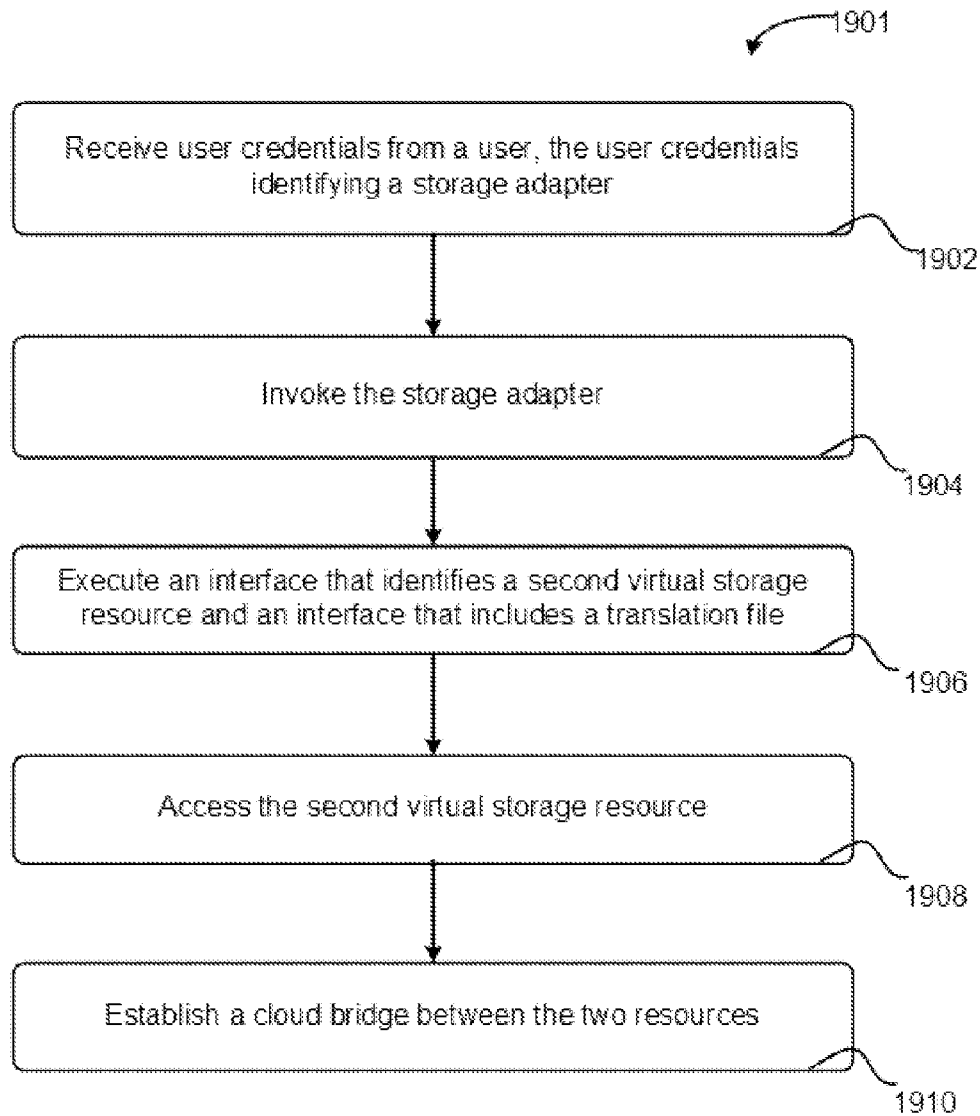 1901
Receive user credentials from a user, the user credentials
identifying a storage adapter
1902
Invoke the storage adapter
1904
Execute an interface that identifies a second virtual storage
resource and an interface that includes a translation file
1906
Access the second virtual storage resource
1908
Establish a cloud bridge between the two resources
1910